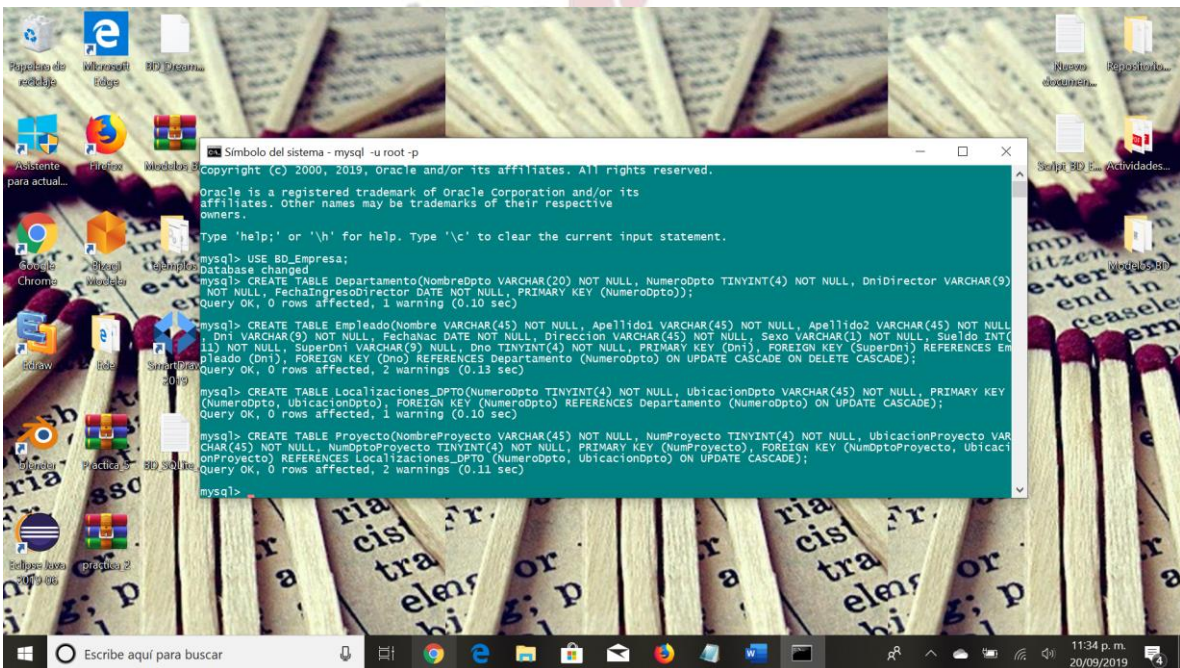 Papelera de
reciclaje
Microsoft
Edge
BD_Dream...
Nuevo
documen...
Repositorio...
Asistente
para actual...
Firefox
Modelos B
Script BD E...
Actividades...
Google
Chrome
Bizagi
Modeler
ejemplos
Modelos BD
Edraw
Ede
SmartDraw
2019
blender
Practica 5
BD_SQLite
Eclipse Java
2019-06
practica 2
Símbolo del sistema - mysql -u root -p
Copyright (c) 2000, 2019, Oracle and/or its affiliates. All rights reserved.
Oracle is a registered trademark of Oracle Corporation and/or its
affiliates. Other names may be trademarks of their respective
owners.
Type 'help;' or '\h' for help. Type '\c' to clear the current input statement.
mysql> USE BD_Empresa;
Database changed
mysql> CREATE TABLE Departamento(NombreDpto VARCHAR(20) NOT NULL, NumeroDpto TINYINT(4) NOT NULL, DniDirector VARCHAR(9)
NOT NULL, FechaIngresoDirector DATE NOT NULL, PRIMARY KEY (NumeroDpto));
Query OK, 0 rows affected, 1 warning (0.10 sec)
mysql> CREATE TABLE Empleado(Nombre VARCHAR(45) NOT NULL, Apellido1 VARCHAR(45) NOT NULL, Apellido2 VARCHAR(45) NOT NULL
, Dni VARCHAR(9) NOT NULL, FechaNac DATE NOT NULL, Direccion VARCHAR(45) NOT NULL, Sexo VARCHAR(2) NOT NULL, Sueldo INT(
11) NOT NULL, SuperDni VARCHAR(9) NULL, Dno TINYINT(4) NOT NULL, PRIMARY KEY (Dni), FOREIGN KEY (SuperDni) REFERENCES Em
pleado (Dni), FOREIGN KEY (Dno) REFERENCES Departamento (NumeroDpto) ON UPDATE CASCADE ON DELETE CASCADE);
Query OK, 0 rows affected, 2 warnings (0.13 sec)
mysql> CREATE TABLE Localizaciones_DPTO(NumeroDpto TINYINT(4) NOT NULL, UbicacionDpto VARCHAR(45) NOT NULL, PRIMARY KEY
(NumeroDpto, UbicacionDpto), FOREIGN KEY (NumeroDpto) REFERENCES Departamento (NumeroDpto) ON UPDATE CASCADE);
Query OK, 0 rows affected, 1 warning (0.10 sec)
mysql> CREATE TABLE Proyecto(NombreProyecto VARCHAR(45) NOT NULL, NumProyecto TINYINT(4) NOT NULL, UbicacionProyecto VAR
CHAR(45) NOT NULL, NumDptoProyecto TINYINT(4) NOT NULL, PRIMARY KEY (NumProyecto), FOREIGN KEY (NumDptoProyecto, Ubicaci
onProyecto) REFERENCES Localizaciones_DPTO (NumeroDpto, UbicacionDpto) ON UPDATE CASCADE);
Query OK, 0 rows affected, 2 warnings (0.11 sec)
mysql>
Escribe aquí para buscar
11:34 p. m.
20/09/2019